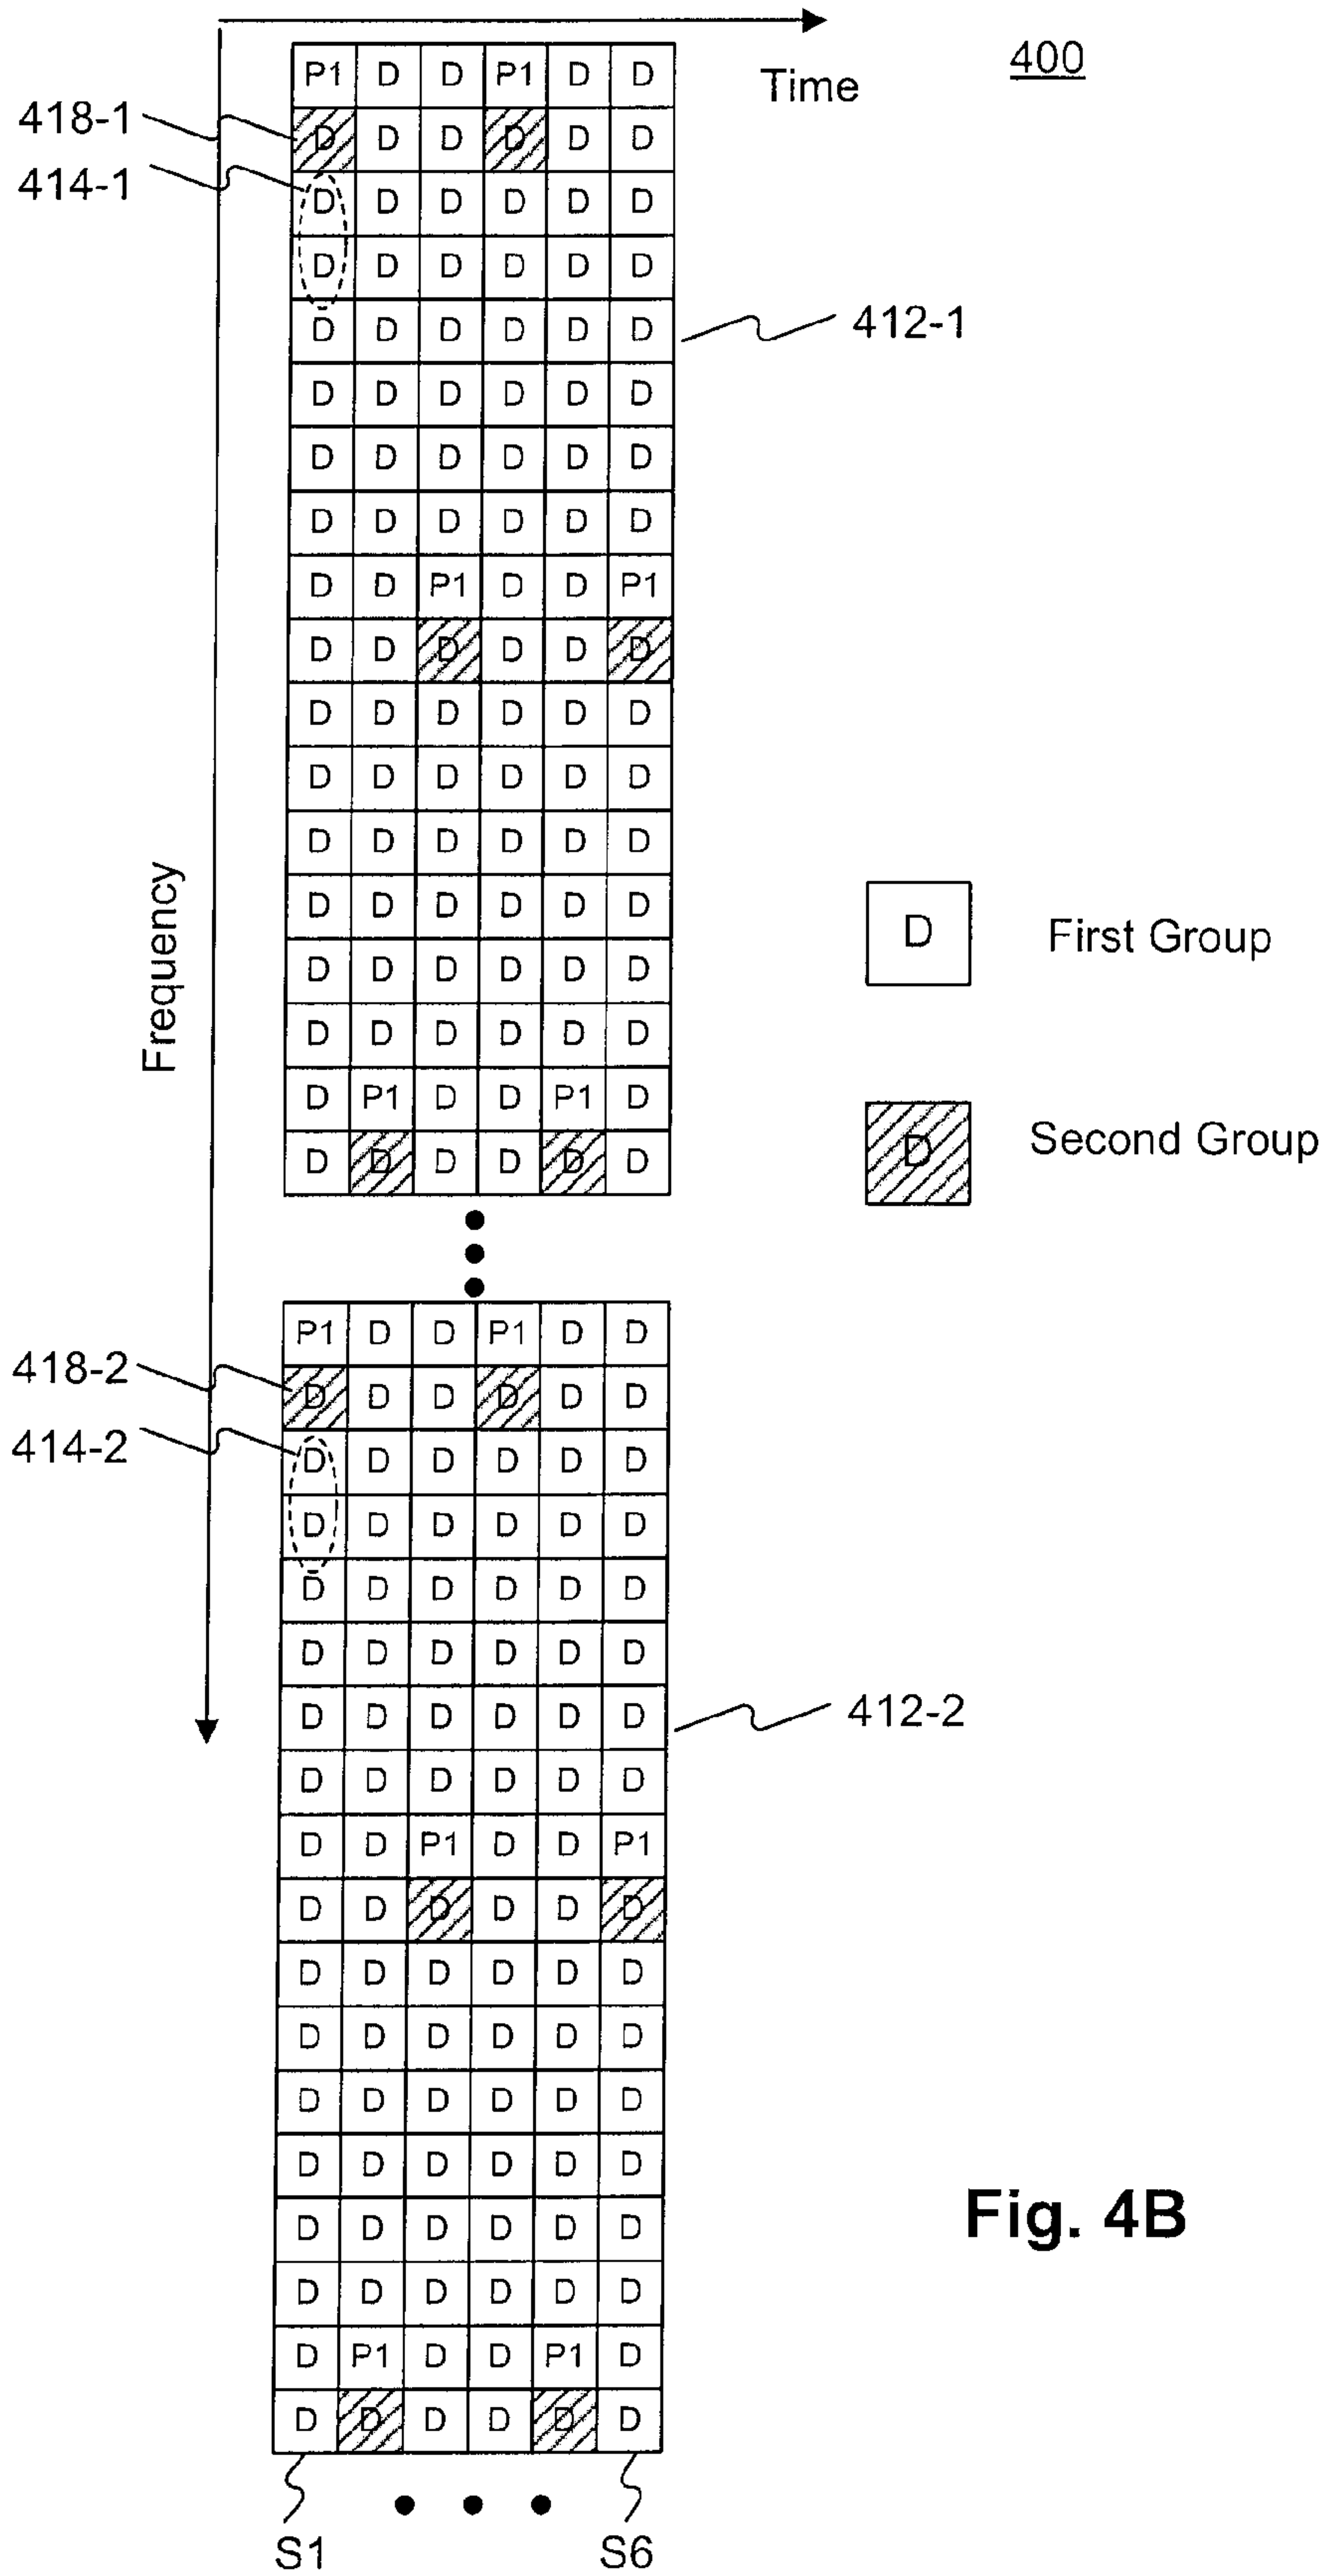 Time
400
P1 D D P1 D D
418-1
D D D D D D
414-1
D D D D D D
D D D D D D
D D D D D D
412-1
D D D D D D
D D D D D D
D D D D D D
D D P1 D D P1
D D D D D D
D D D D D D
D D D D D D
D D D D D D
D D D D D D
D D D D D D
D D D D D D
D P1 D D P1 D
D D D D D D
Frequency
D First Group
D Second Group
P1 D D P1 D D
418-2
D D D D D D
414-2
D D D D D D
D D D D D D
D D D D D D
D D D D D D
D D D D D D
412-2
D D D D D D
D D P1 D D P1
D D D D D D
D D D D D D
D D D D D D
D D D D D D
D D D D D D
D D D D D D
D D D D D D
D P1 D D P1 D
D D D D D D
S1 S6
Fig. 4B